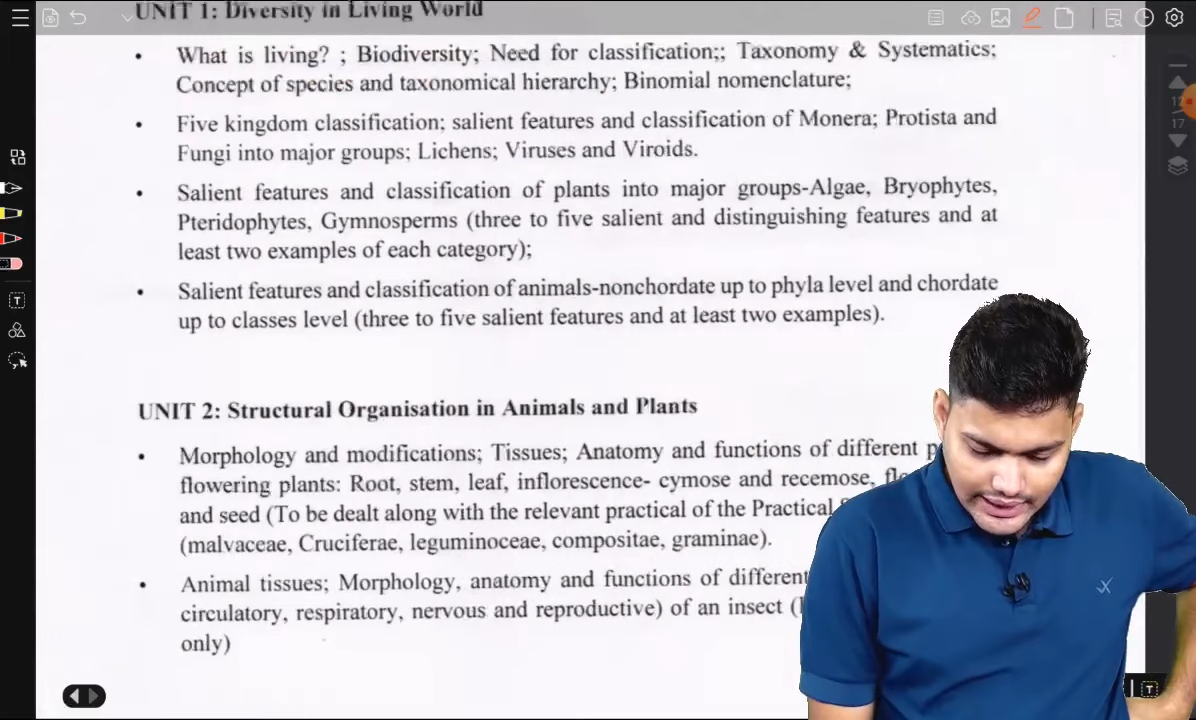 UNIT 1: Diversity in Living World
• What is living? ; Biodiversity; Need for classification;; Taxonomy & Systematics;
Concept of species and taxonomical hierarchy; Binomial nomenclature;
• Five kingdom classification; salient features and classification of Monera; Protista and
Fungi into major groups; Lichens; Viruses and Viroids.
• Salient features and classification of plants into major groups-Algae, Bryophytes,
Pteridophytes, Gymnosperms (three to five salient and distinguishing features and at
least two examples of each category);
• Salient features and classification of animals-nonchordate up to phyla level and chordate
up to classes level (three to five salient features and at least two examples).
UNIT 2: Structural Organisation in Animals and Plants
• Morphology and modifications; Tissues; Anatomy and functions of different
flowering plants: Root, stem, leaf, inflorescence- cymose and recemose,
and seed (To be dealt along with the relevant practical of the Practical
(malvaceae, Cruciferae, leguminoceae, compositae, graminae).
• Animal tissues; Morphology, anatomy and functions of different
circulatory, respiratory, nervous and reproductive) of an insect
only)
17